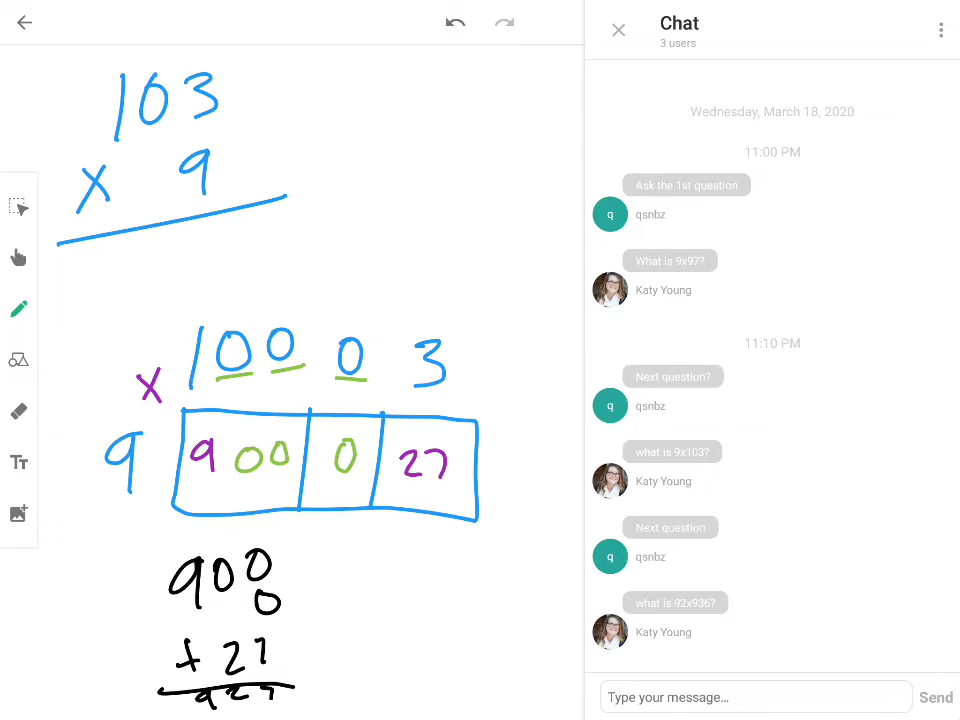 103
x 9
100 0 3
x
9 900 0 27
900
0
+ 27
927
Tт
Chat
3 users
Wednesday, March 18, 2020
11:00 PM
Ask the 1st question
q qsnbz
What is 9x97?
Katy Young
11:10 PM
Next question?
q qsnbz
what is 9x103?
Katy Young
Next question
q qsnbz
what is 92x936?
Katy Young
Type your message... Send